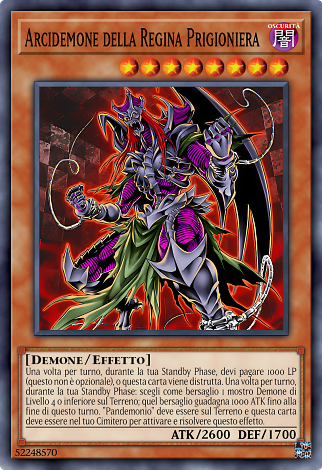 Arcidemone della Regina Prigioniera
OSCURITÀ
闇
[Demone/Effetto]
Una volta per turno, durante la tua Standby Phase, devi pagare 1000 LP
(questo non è opzionale), o questa carta viene distrutta. Una volta per turno,
durante la tua Standby Phase: scegli come bersaglio 1 mostro Demone di
Livello 4 o inferiore sul Terreno; quel bersaglio guadagna 1000 ATK fino alla
fine di questo turno. "Pandemonio" deve essere sul Terreno e questa carta
deve essere nel tuo Cimitero per attivare e risolvere questo effetto.
ATK/2600 DEF/1700
52248570